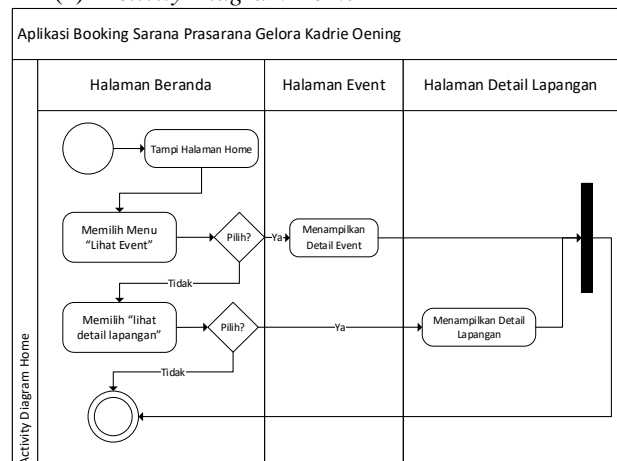 Aplikasi Booking Sarana Prasarana Gelora Kadrie Oening
Halaman Beranda
Halaman Event
Halaman Detail Lapangan
Tampi Halaman Home
Memilih Menu
“Lihat Event”
Pilih?
Ya
Menampilkan
Detail Event
Tidak
Memilih “lihat
detail lapangan”
Pilih?
Ya
Menampilkan Detail
Lapangan
Tidak
Activity Diagram Home